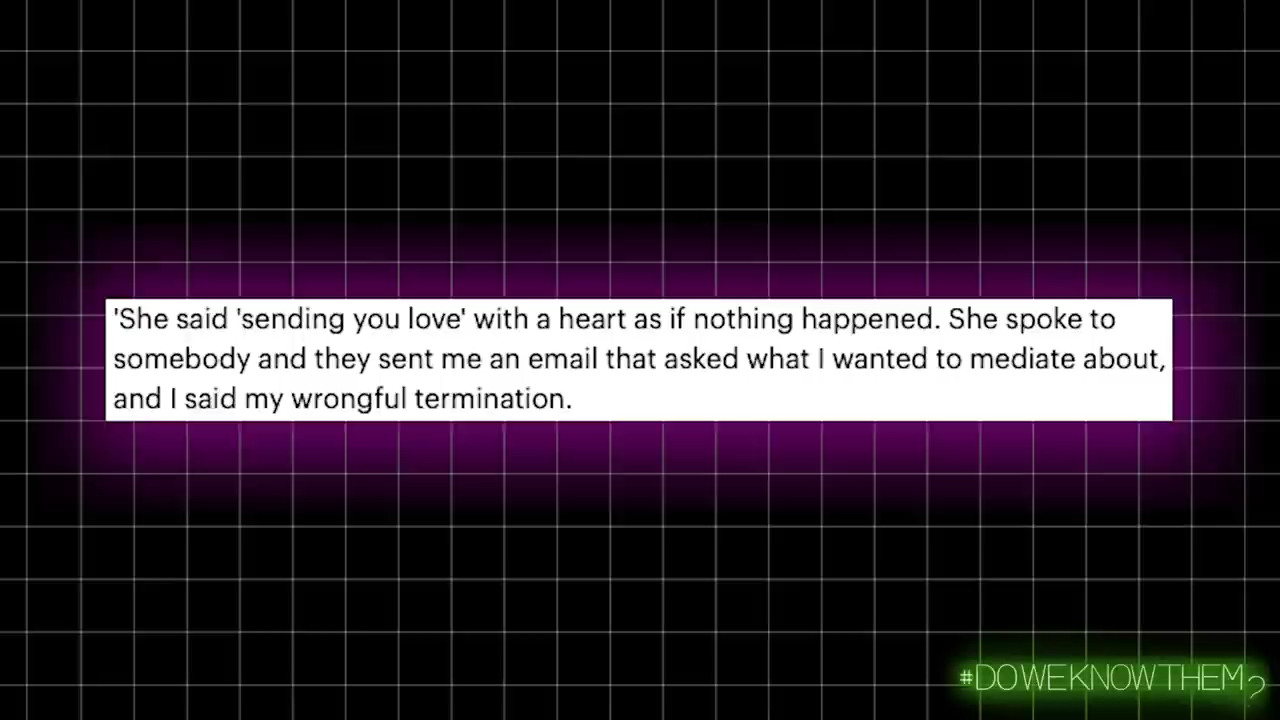 'She said 'sending you love' with a heart as if nothing happened. She spoke to
somebody and they sent me an email that asked what I wanted to mediate about,
and I said my wrongful termination.
#DOWEKNOWTHEM?